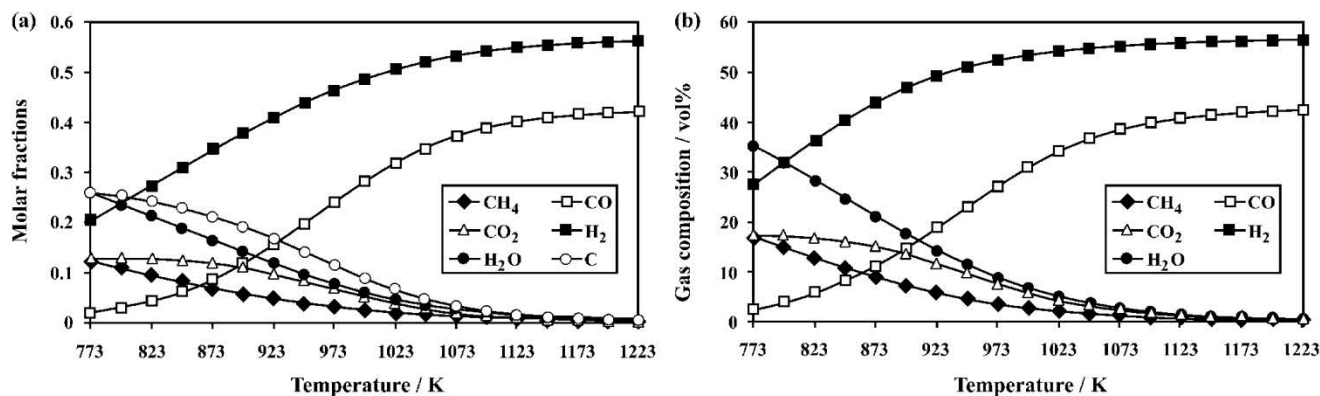 (a)
Molar fractions
0.6
0.5
0.4
0.3
0.2
0.1
0
CH₄ CO
CO₂ H₂
H₂O C
773 823 873 923 973 1023 1073 1123 1173 1223
Temperature / K
(b)
Gas composition / vol%
60
50
40
30
20
10
0
CH₄ CO
CO₂ H₂
H₂O
773 823 873 923 973 1023 1073 1123 1173 1223
Temperature / K